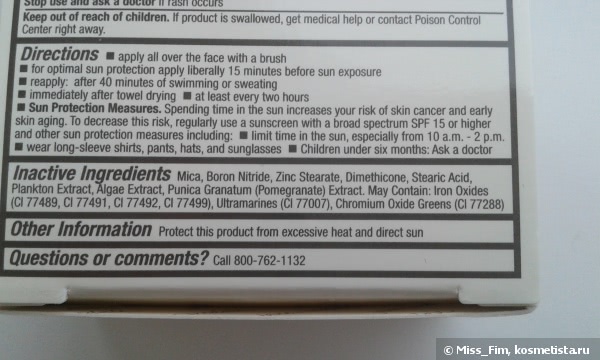 Stop use and ask a doctor if rash occurs
Keep out of reach of children. If product is swallowed, get medical help or contact Poison Control
Center right away.
Directions ■ apply all over the face with a brush
■ for optimal sun protection apply liberally 15 minutes before sun exposure
■ reapply: after 40 minutes of swimming or sweating
■ immediately after towel drying ■ at least every two hours
■ Sun Protection Measures. Spending time in the sun increases your risk of skin cancer and early
skin aging. To decrease this risk, regularly use a sunscreen with a broad spectrum SPF 15 or higher
and other sun protection measures including: ■ limit time in the sun, especially from 10 a.m. - 2 p.m.
■ wear long-sleeve shirts, pants, hats, and sunglasses ■ Children under six months: Ask a doctor
Inactive Ingredients Mica, Boron Nitride, Zinc Stearate, Dimethicone, Stearic Acid,
Plankton Extract, Algae Extract, Punica Granatum (Pomegranate) Extract. May Contain: Iron Oxides
(CI 77489, CI 77491, CI 77492, CI 77499), Ultramarines (CI 77007), Chromium Oxide Greens (CI 77288)
Other Information Protect this product from excessive heat and direct sun
Questions or comments? Call 800-762-1132
© Miss_Fim, kosmetista.ru